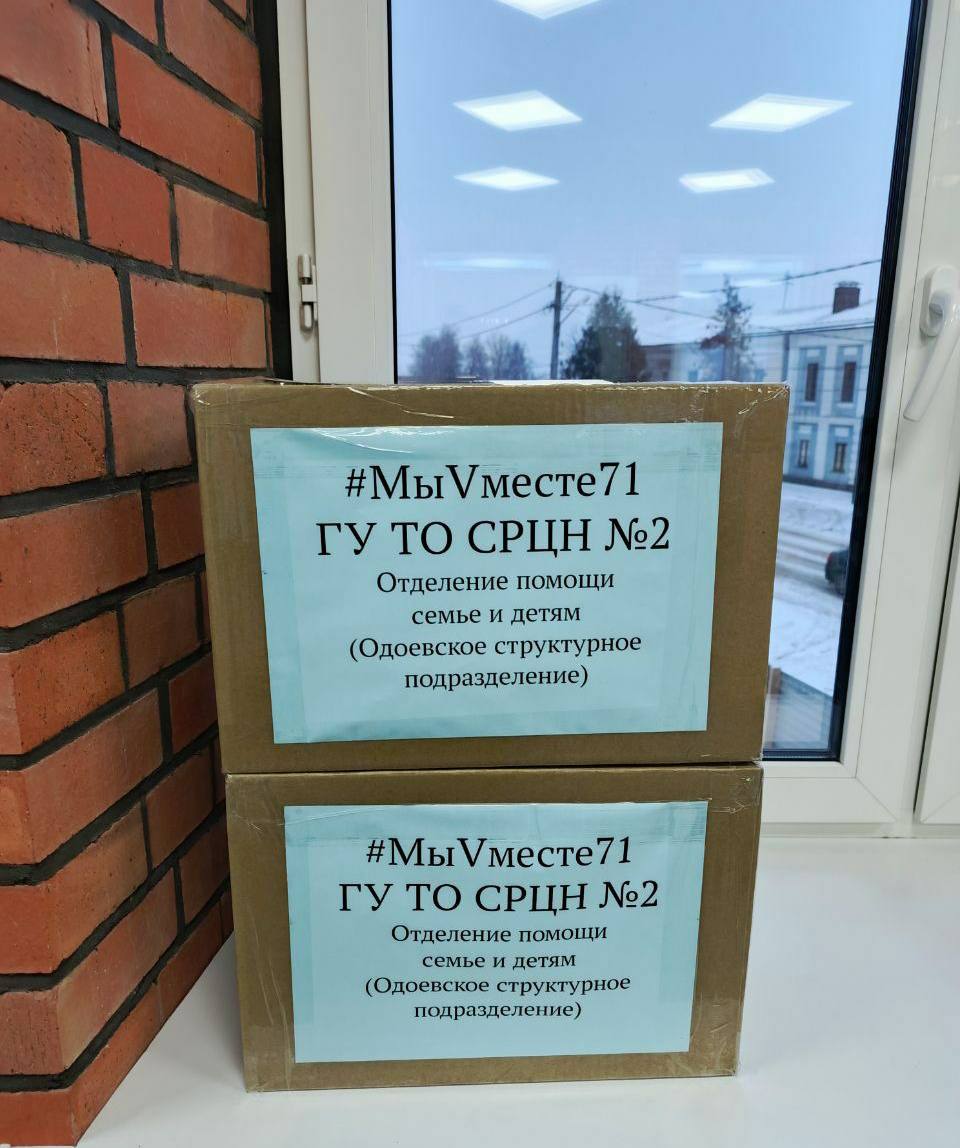 #МыVместе71
ГУ ТО СРЦН №2
Отделение помощи
семье и детям
(Одоевское структурное
подразделение)
#МыVместе71
ГУ ТО СРЦН №2
Отделение помощи
семье и детям
(Одоевское структурное
подразделение)